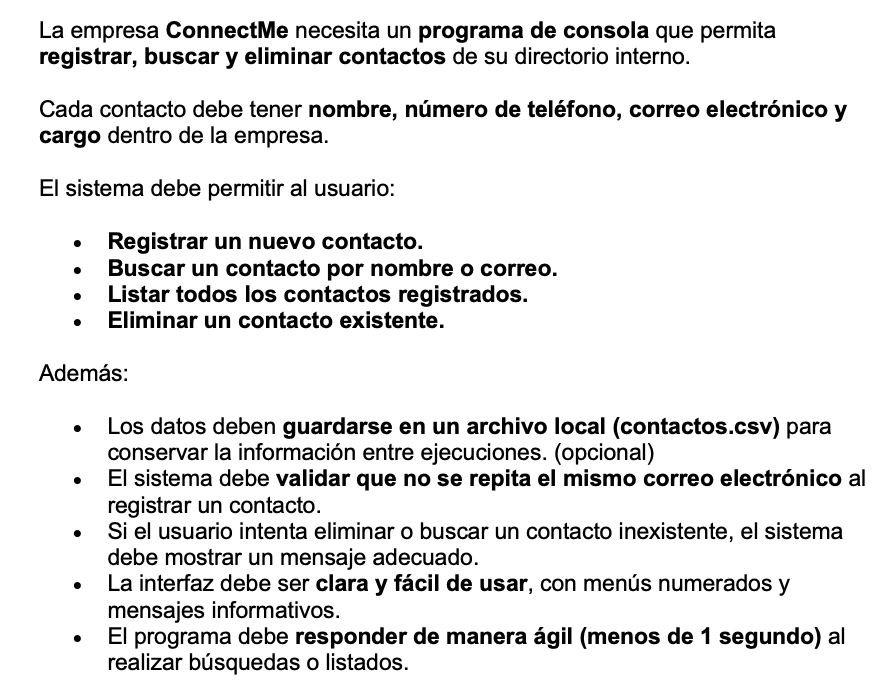 La empresa ConnectMe necesita un programa de consola que permita
registrar, buscar y eliminar contactos de su directorio interno.
Cada contacto debe tener nombre, número de teléfono, correo electrónico y
cargo dentro de la empresa.
El sistema debe permitir al usuario:
• Registrar un nuevo contacto.
• Buscar un contacto por nombre o correo.
• Listar todos los contactos registrados.
• Eliminar un contacto existente.
Además:
• Los datos deben guardarse en un archivo local (contactos.csv) para
conservar la información entre ejecuciones. (opcional)
• El sistema debe validar que no se repita el mismo correo electrónico al
registrar un contacto.
• Si el usuario intenta eliminar o buscar un contacto inexistente, el sistema
debe mostrar un mensaje adecuado.
• La interfaz debe ser clara y fácil de usar, con menús numerados y
mensajes informativos.
• El programa debe responder de manera ágil (menos de 1 segundo) al
realizar búsquedas o listados.